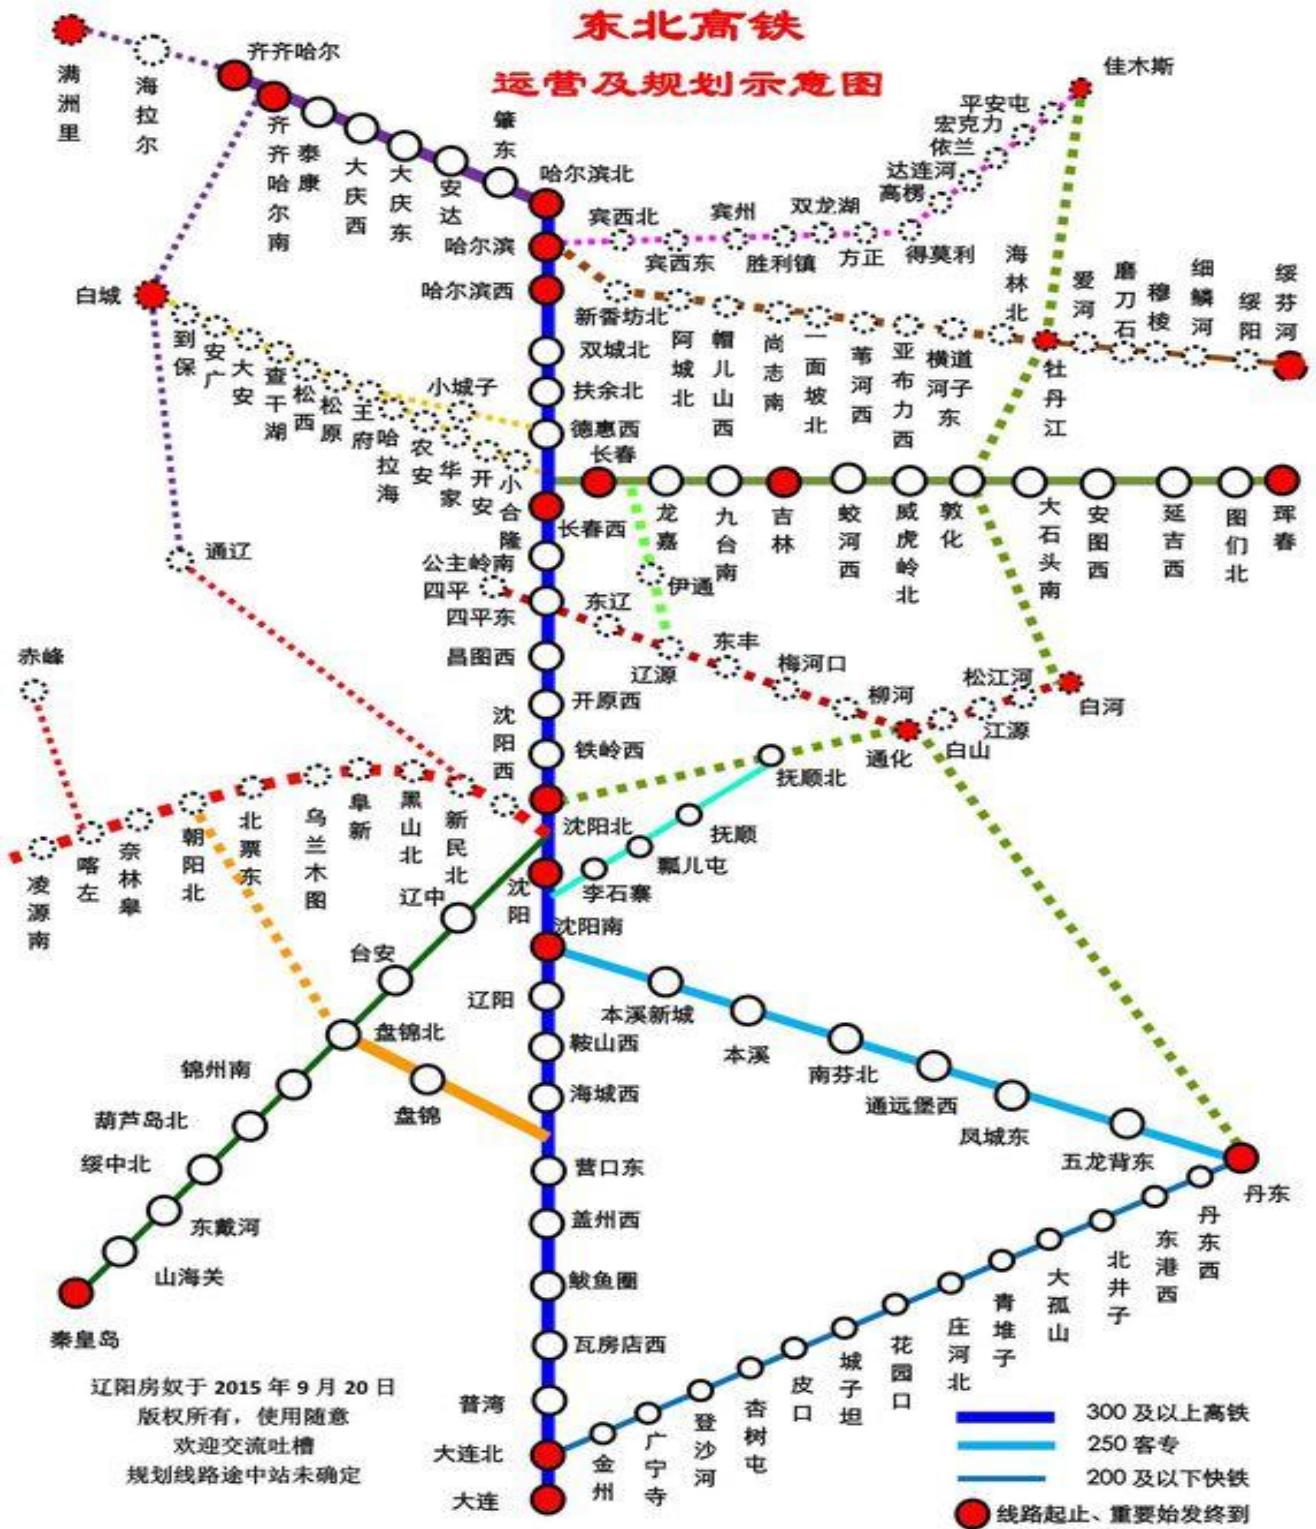 东北高铁
运营及规划示意图
满洲里
海拉尔
齐齐哈尔
齐齐哈尔南
泰康
大庆西
大庆东
安达
肇东
哈尔滨北
哈尔滨
哈尔滨西
双城北
扶余北
德惠西
长春
长春西
公主岭南
四平
四平东
昌图西
开原西
铁岭西
沈阳西
沈阳北
沈阳
沈阳南
辽阳
鞍山西
海城西
营口东
盖州西
鲅鱼圈
瓦房店西
普湾
大连北
大连
宾西北
宾西东
宾州
胜利镇
双龙湖
方正
得莫利
高楞
达连河
依兰
宏克力
平安屯
佳木斯
新香坊北
阿城北
帽儿山西
尚志南
一面坡北
苇河西
亚布力西
横道河子东
海林北
牡丹江
爱河
磨刀石
穆棱
细鳞河
绥阳
绥芬河
白城
到保
安广
大安
查干湖
松西
松原
王府
小城子
哈拉海
农安
华家
开安
小合隆
龙嘉
九台南
吉林
蛟河西
威虎岭北
敦化
大石头南
安图西
延吉西
图们北
珲春
通辽
伊通
东辽
辽源
东丰
梅河口
柳河
通化
白山
江源
松江河
白河
赤峰
凌源南
喀左
奈林皋
朝阳北
北票东
乌兰木图
阜新
黑山北
新民北
抚顺北
抚顺
瓢儿屯
李石寨
辽中
台安
盘锦北
盘锦
锦州南
葫芦岛北
绥中北
东戴河
山海关
秦皇岛
本溪新城
本溪
南芬北
通远堡西
凤城东
五龙背东
丹东
丹东西
东港西
北井子
大孤山
青堆子
庄河北
花园口
城子坦
皮口
杏树屯
登沙河
广宁寺
金州
辽阳房奴于 2015 年 9 月 20 日
版权所有，使用随意
欢迎交流吐槽
规划线路途中站未确定
300 及以上高铁
250 客专
200 及以下快铁
线路起止、重要始发终到